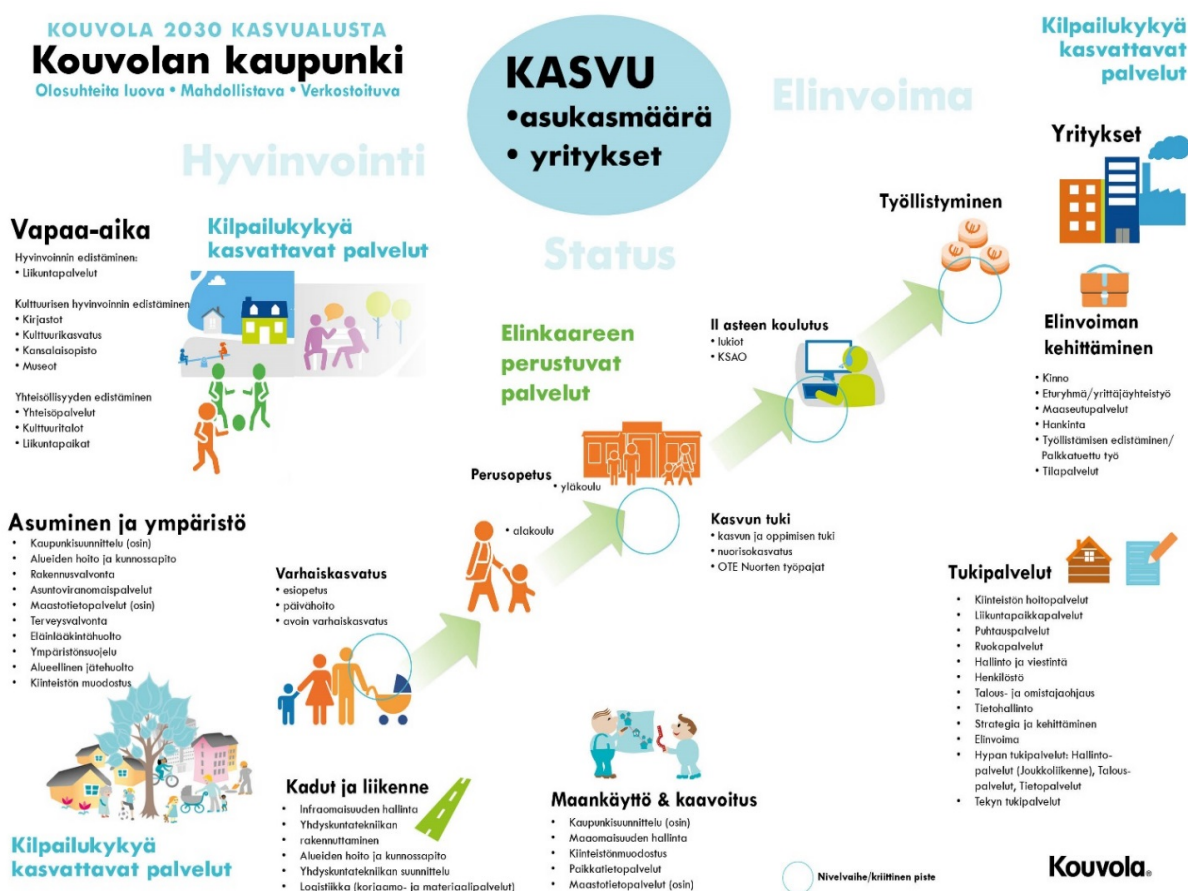 KOUVOLA 2030 KASVUALUSTA
Kouvolan kaupunki
Olosuhteita luova • Mahdollistava • Verkostoituva
KASVU
•asukasmäärä
• yritykset
Hyvinvointi
Elinvoima
Status
Kilpailukykyä
kasvattavat
palvelut
Yritykset
Elinvoiman
kehittäminen
• Kinno
• Eturyhmä/yrittäjäyhteistyö
• Maaseutupalvelut
• Hankinta
• Työllistämisen edistäminen/
Palkkatuettu työ
• Tilapalvelut
Vapaa-aika
Hyvinvoinnin edistäminen:
• Liikuntapalvelut
Kulttuurisen hyvinvoinnin edistäminen
• Kirjastot
• Kulttuurikasvatus
• Kansalaisopisto
• Museot
Yhteisöllisyyden edistäminen
• Yhteisöpalvelut
• Kulttuuritalot
• Liikuntapaikat
Kilpailukykyä
kasvattavat palvelut
Elinkaareen
perustuvat
palvelut
Työllistyminen
II asteen koulutus
• lukiot
• KSAO
Perusopetus
• yläkoulu
• alakoulu
Kasvun tuki
• kasvun ja oppimisen tuki
• nuorisokasvatus
• OTE Nuorten työpajat
Varhaiskasvatus
• esiopetus
• päivähoito
• avoin varhaiskasvatus
Asuminen ja ympäristö
• Kaupunkisuunnittelu (osin)
• Alueiden hoito ja kunnossapito
• Rakennusvalvonta
• Asuntoviranomaispalvelut
• Maastotietopalvelut (osin)
• Terveysvalvonta
• Eläinlääkintähuolto
• Ympäristönsuojelu
• Alueellinen jätehuolto
• Kiinteistön muodostus
Kilpailukykyä
kasvattavat palvelut
Kadut ja liikenne
• Infraomaisuuden hallinta
• Yhdyskuntatekniikan
• rakennuttaminen
• Alueiden hoito ja kunnossapito
• Yhdyskuntatekniikan suunnittelu
• Logistiikka (korjaamo- ja materiaalipalvelut)
Maankäyttö & kaavoitus
• Kaupunkisuunnittelu (osin)
• Maaomaisuuden hallinta
• Kiinteistönmuodostus
• Paikkatietopalvelut
• Maastotietopalvelut (osin)
Tukipalvelut
• Kiinteistön hoitopalvelut
• Liikuntapaikkapalvelut
• Puhtauspalvelut
• Ruokapalvelut
• Hallinto ja viestintä
• Henkilöstö
• Talous- ja omistajaohjaus
• Tietohallinto
• Strategia ja kehittäminen
• Elinvoima
• Hypan tukipalvelut: Hallinto-
palvelut (Joukkoliikenne), Talous-
palvelut, Tietopalvelut
• Tekyn tukipalvelut
Nivelvaihe/kriittinen piste
Kouvola®